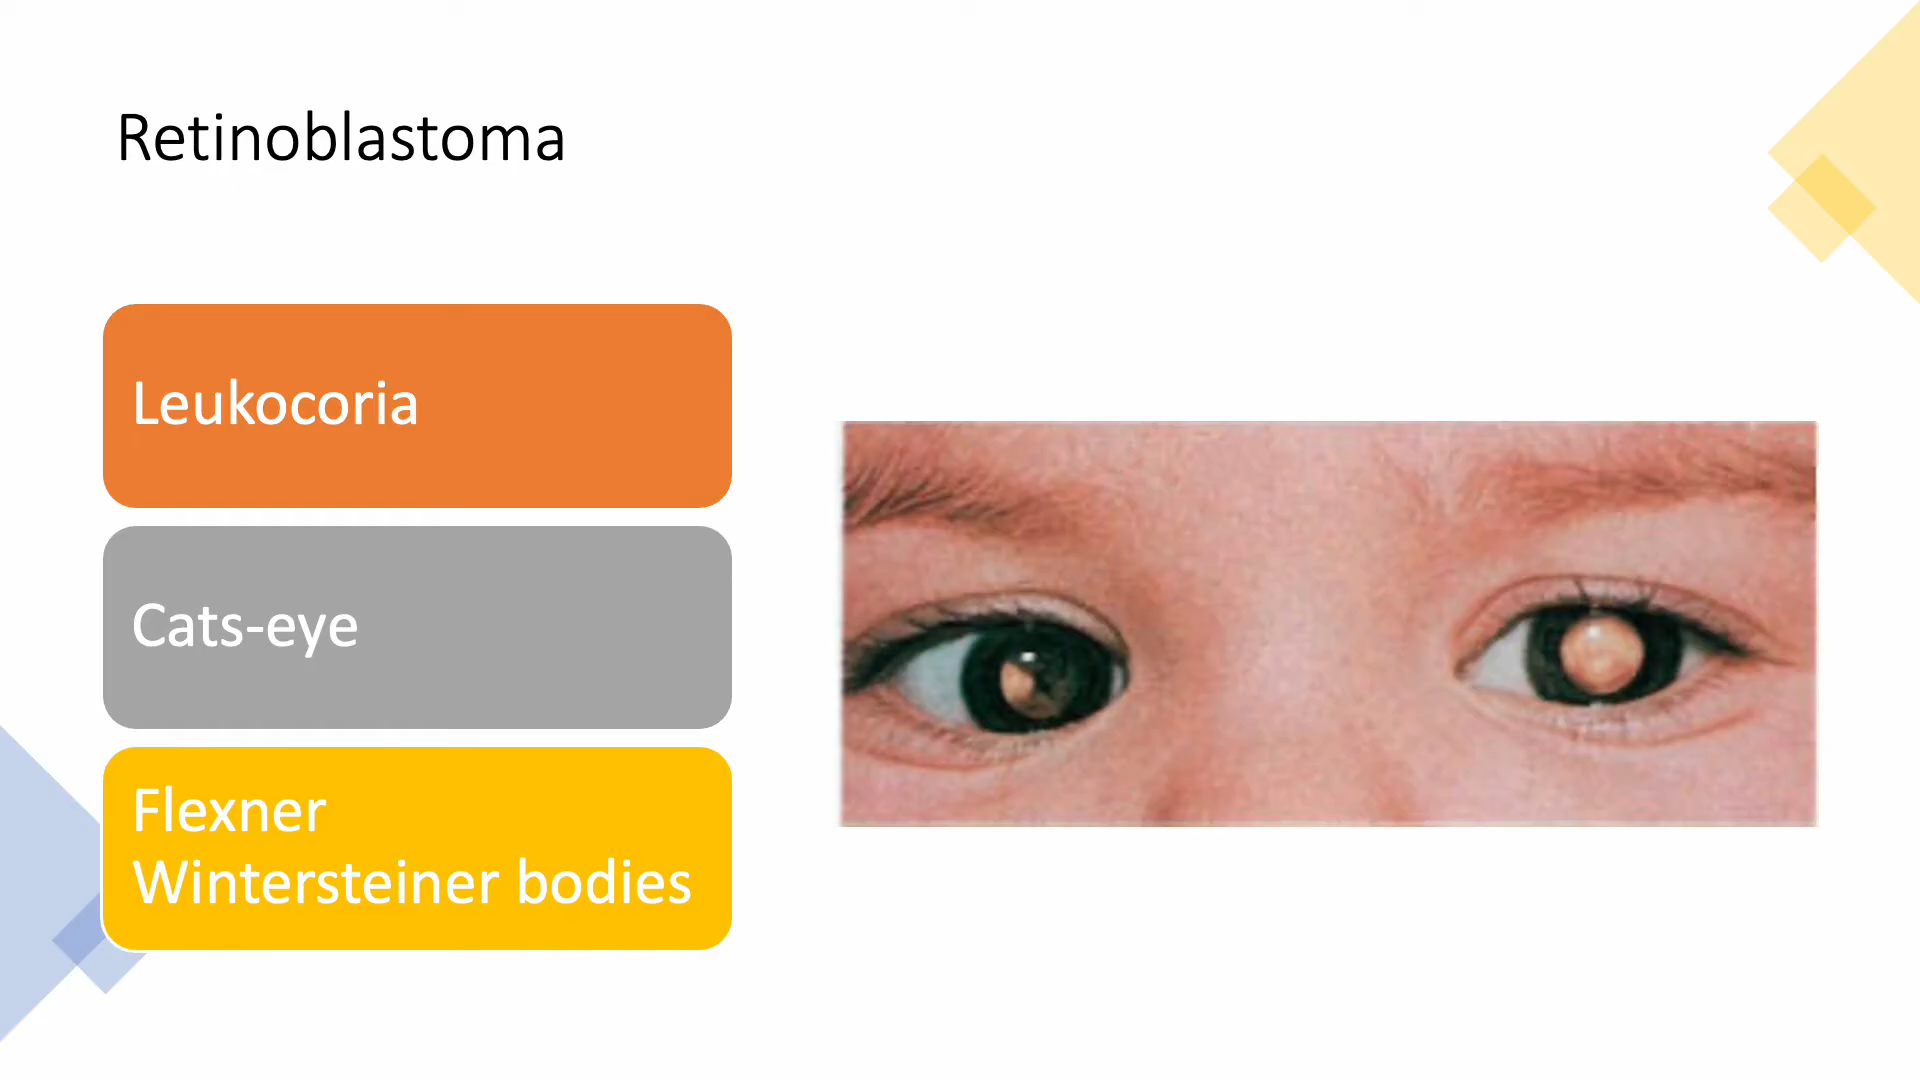 Retinoblastoma
Leukocoria
Cats-eye
Flexner
Wintersteiner bodies